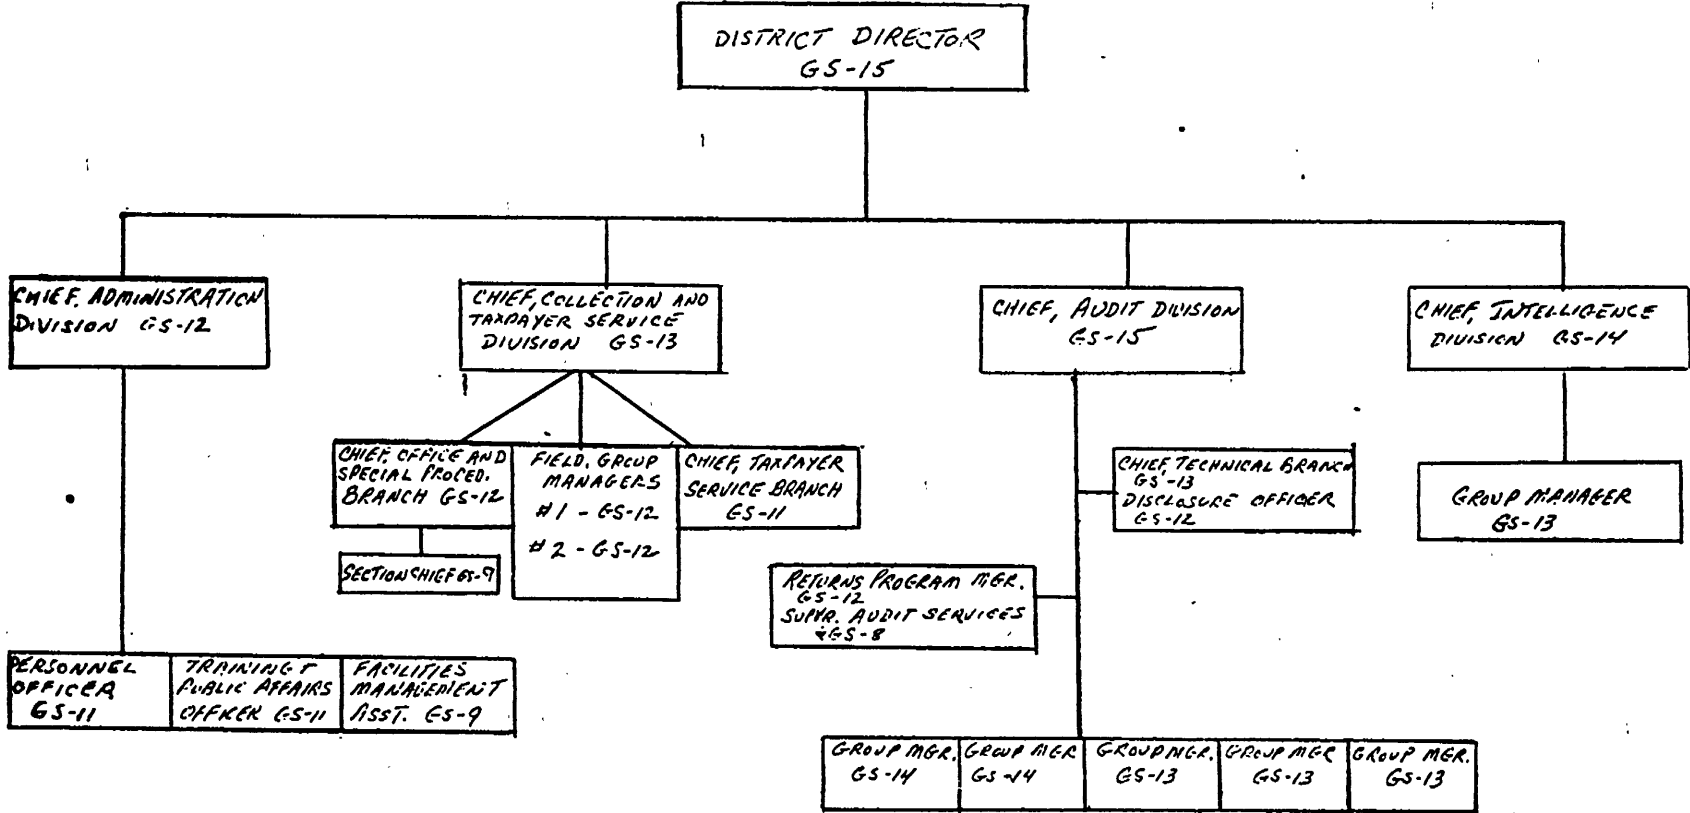 DISTRICT DIRECTOR
GS-15
CHIEF, ADMINISTRATION
DIVISION GS-12
CHIEF, COLLECTION AND
TAXPAYER SERVICE
DIVISION GS-13
CHIEF, AUDIT DIVISION
GS-15
CHIEF, INTELLIGENCE
DIVISION GS-14
CHIEF, OFFICE AND
SPECIAL PROCED.
BRANCH GS-12
FIELD GROUP
MANAGERS
#1 - GS-12
#2 - GS-12
CHIEF, TAXPAYER
SERVICE BRANCH
GS-11
SECTION CHIEF GS-9
CHIEF, TECHNICAL BRANCH
GS-13
DISCLOSURE OFFICER
GS-12
GROUP MANAGER
GS-13
RETURNS PROGRAM MGR.
GS-12
SUPVR. AUDIT SERVICES
GS-8
PERSONNEL
OFFICER
GS-11
TRAINING +
PUBLIC AFFAIRS
OFFICER GS-11
FACILITIES
MANAGEMENT
ASST. GS-9
GROUP MGR.
GS-14
GROUP MGR
GS-14
GROUP MGR.
GS-13
GROUP MGR
GS-13
GROUP MGR.
GS-13